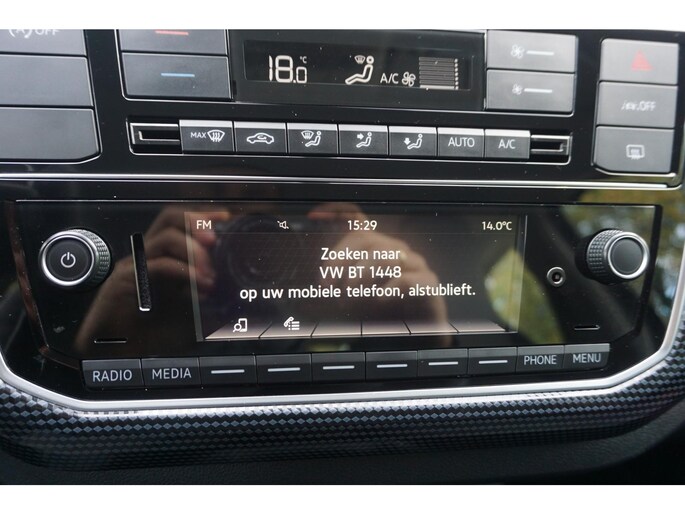 OFF
18.0 °C
A/C
OFF
MAX
AUTO
A/C
FM 15:29 14.0°C
Zoeken naar
VW BT 1448
op uw mobiele telefoon, alstublieft.
RADIO MEDIA PHONE MENU